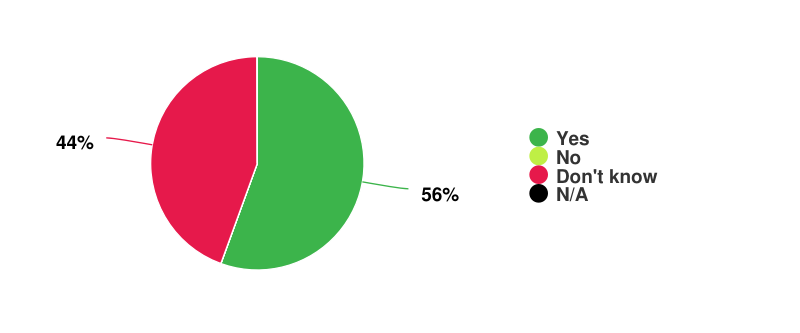 44%
56%
Yes
No
Don't know
N/A